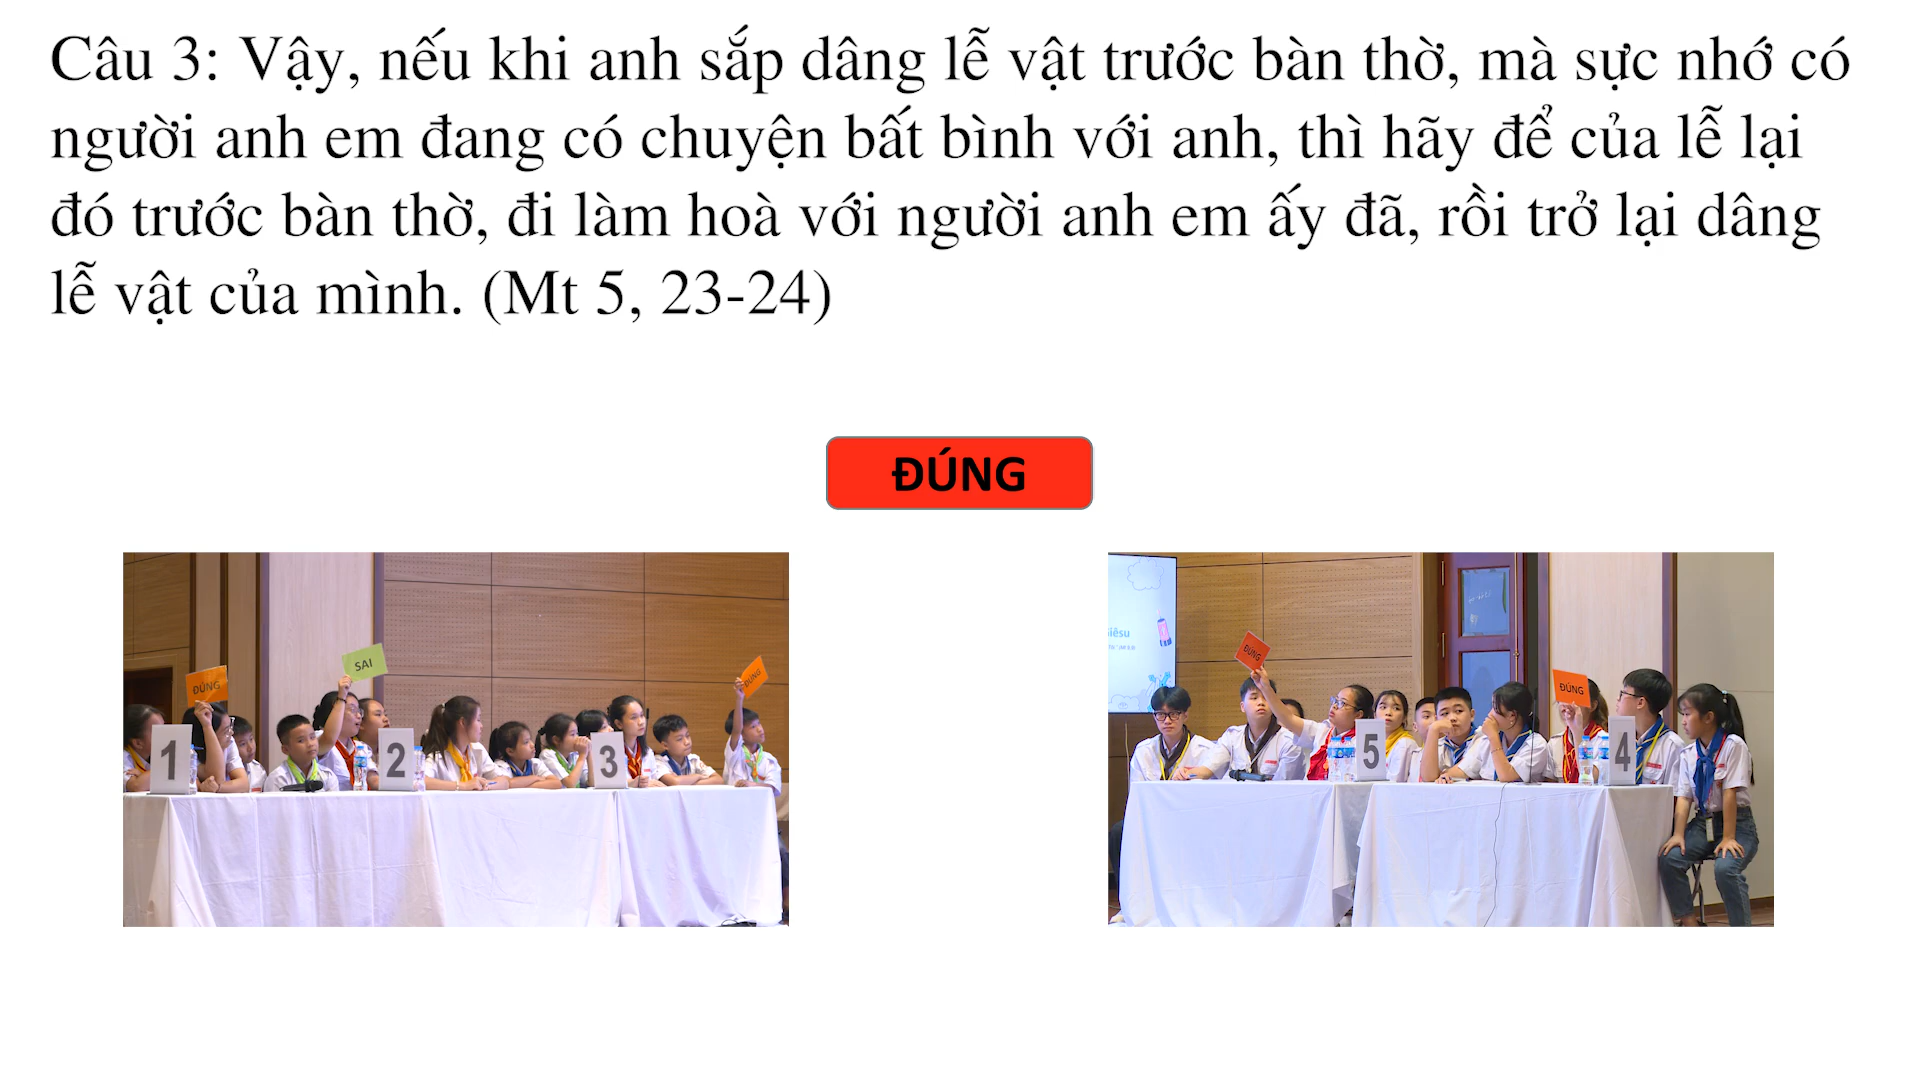 Câu 3: Vậy, nếu khi anh sắp dâng lễ vật trước bàn thờ, mà sực nhớ có
người anh em đang có chuyện bất bình với anh, thì hãy để của lễ lại
đó trước bàn thờ, đi làm hoà với người anh em ấy đã, rồi trở lại dâng
lễ vật của mình. (Mt 5, 23-24)
ĐÚNG
ĐÚNG
SAI
ĐÚNG
1
2
3
iêsu
ĐÚNG
ĐÚNG
5
4